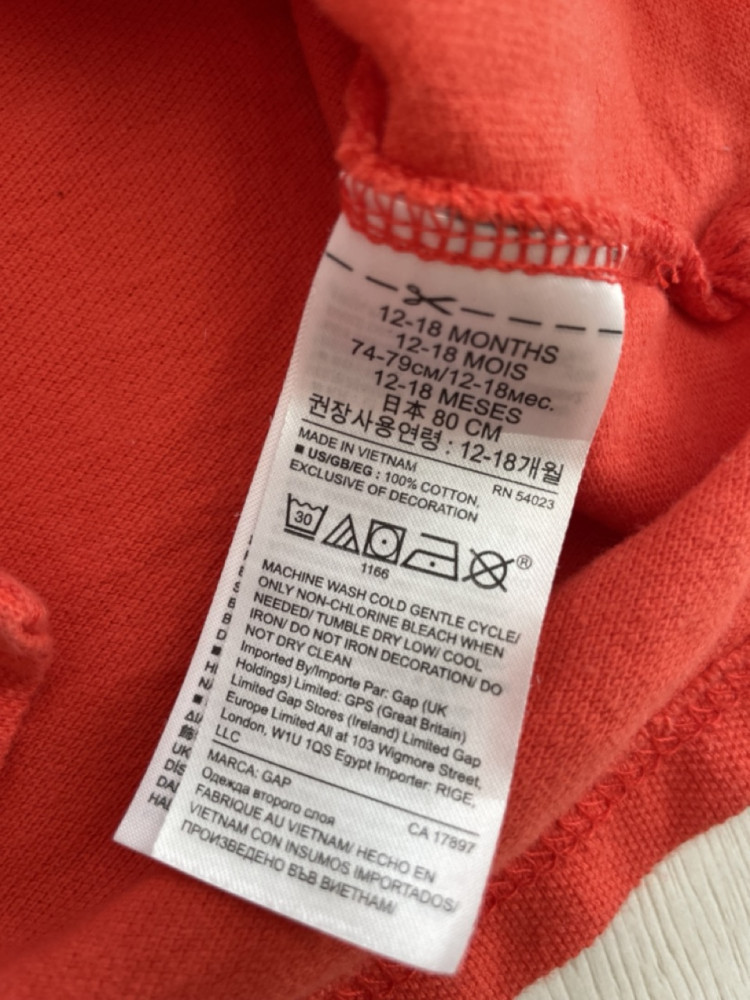 12-18 MONTHS
12-18 MOIS
74-79см/12-18мес.
12-18 MESES
日本 80 CM
권장사용연령 : 12-18개월
MADE IN VIETNAM
RN 54023
■ US/GB/EG : 100% COTTON,
EXCLUSIVE OF DECORATION
30
®
1166
MACHINE WASH COLD GENTLE CYCLE/
ONLY NON-CHLORINE BLEACH WHEN
NEEDED/ TUMBLE DRY LOW/ COOL
IRON/ DO NOT IRON DECORATION/ DO
NOT DRY CLEAN
Imported By/Importe Par: Gap (UK
Holdings) Limited: GPS (Great Britain)
Limited Gap Stores (Ireland) Limited Gap
Europe Limited All at 103 Wigmore Street,
London, W1U 1QS Egypt Importer: RIGE,
LLC
MARCA: GAP
CA 17897
Одежда второго слоя
FABRIQUE AU VIETNAM/ HECHO EN
VIETNAM CON INSUMOS IMPORTADOS/
ПРОИЗВЕДЕНО ВЪВ ВИЕТНАМ/